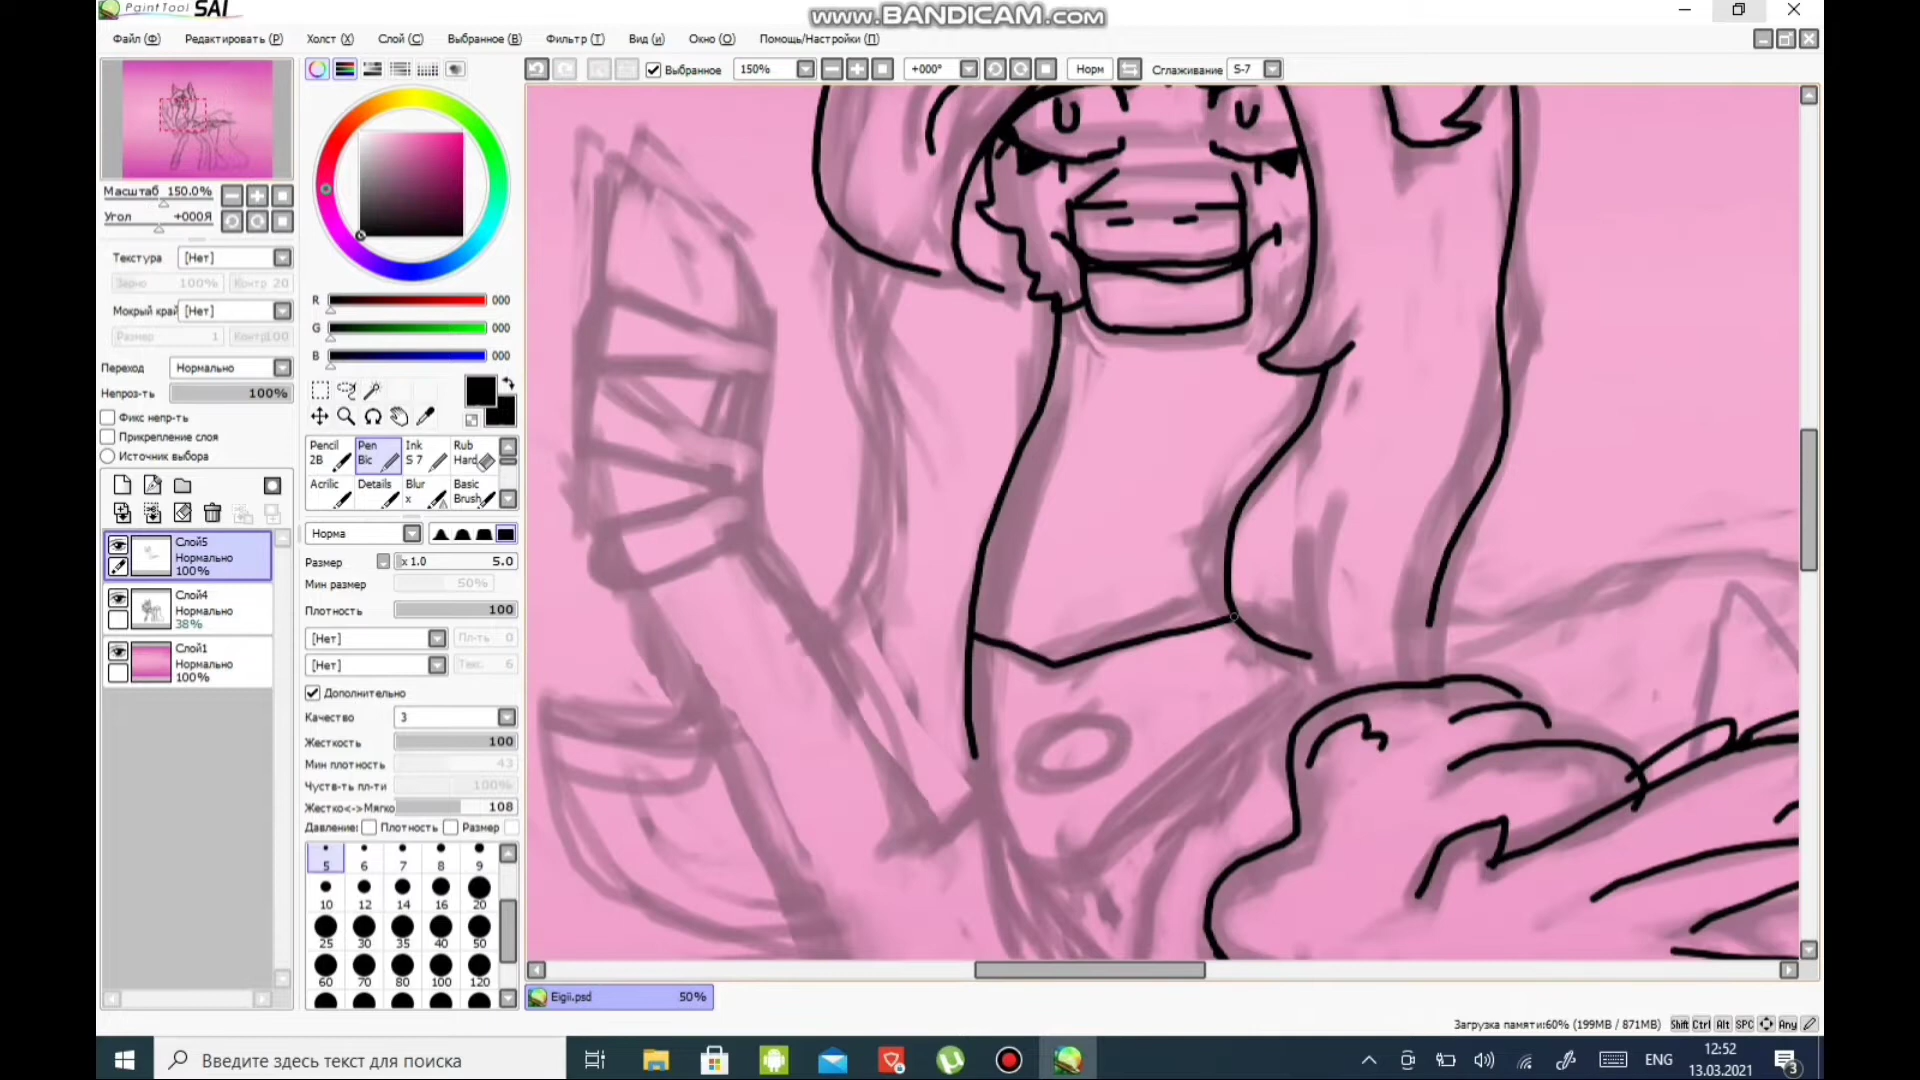 PaintTool SAI
www.BANDICAM.com
Файл (Ф) Редактировать (Р) Холст (X) Слой (С) Выбранное (В) Фильтр (Т) Вид (и) Окно (О) Помощь/Настройки (П)
Выбранное 150% +000° Норм Сглаживание S-7
Масштаб 150.0%
Угол +000Я
Текстура [Нет]
Зерно 100% Контр 20
Мокрый край [Нет]
Размер 1 Контр100
Переход Нормально
Непроз-ть 100%
Фикс непр-ть
Прикрепление слоя
Источник выбора
Слой5
Нормально
100%
Слой4
Нормально
38%
Слой1
Нормально
100%
R 000
G 000
B 000
Pencil 2B Pen Bic Ink S 7 Rub Hard
Acrilic Details Blur x Basic Brush
Норма
Размер x 1.0 5.0
Мин размер 50%
Плотность 100
[Нет] Пл-ть 0
[Нет] Текс. 6
Дополнительно
Качество 3
Жесткость 100
Мин плотность 43
Чуств-ть пл-ти 100%
Жестко<->Мягко 108
Давление: Плотность Размер
5 6 7 8 9
10 12 14 16 20
25 30 35 40 50
60 70 80 100 120
Eigii.psd 50%
Загрузка памяти:60% (199MB / 871MB) Shift Ctrl Alt SPC Any
Введите здесь текст для поиска
ENG
12:52
13.03.2021
3